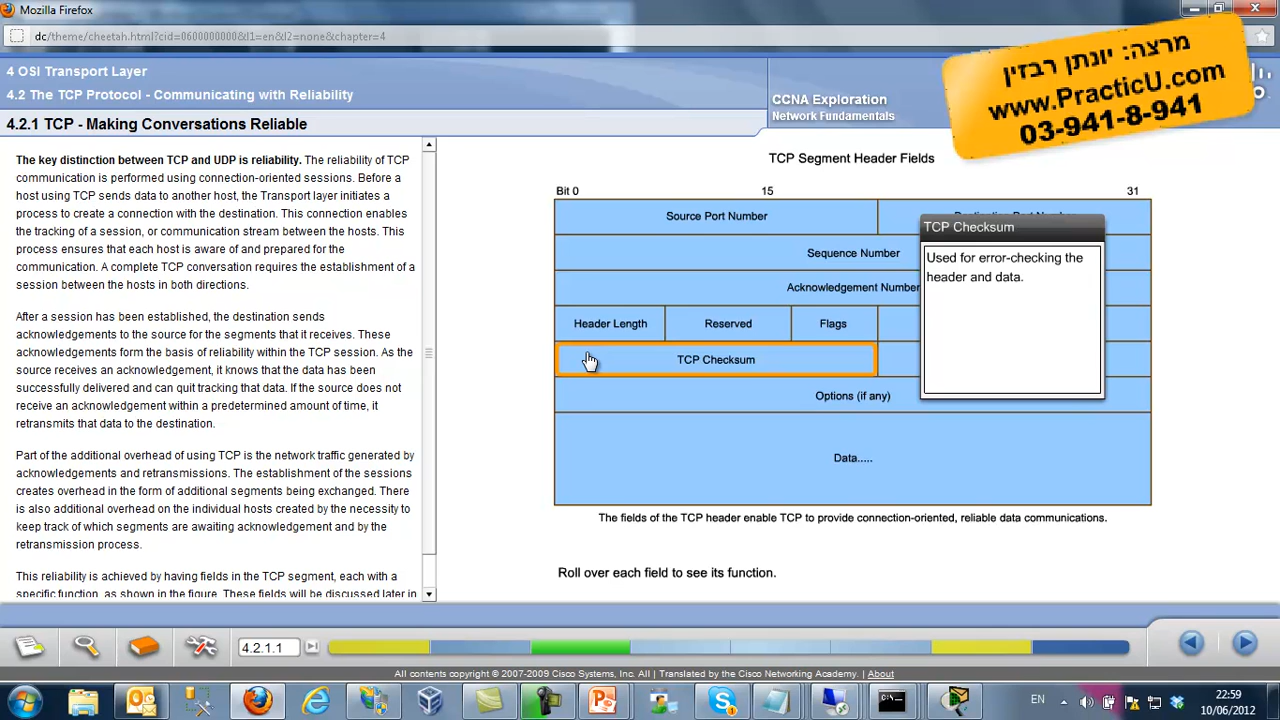 Mozilla Firefox
dc/theme/cheetah.html?cid=0600000000&l1=en&l2=none&chapter=4
מרצה: יונתן רבזין
www.PracticU.com
03-941-8-941
4 OSI Transport Layer
4.2 The TCP Protocol - Communicating with Reliability
4.2.1 TCP - Making Conversations Reliable
CCNA Exploration
Network Fundamentals
The key distinction between TCP and UDP is reliability. The reliability of TCP
communication is performed using connection-oriented sessions. Before a
host using TCP sends data to another host, the Transport layer initiates a
process to create a connection with the destination. This connection enables
the tracking of a session, or communication stream between the hosts. This
process ensures that each host is aware of and prepared for the
communication. A complete TCP conversation requires the establishment of a
session between the hosts in both directions.
After a session has been established, the destination sends
acknowledgements to the source for the segments that it receives. These
acknowledgements form the basis of reliability within the TCP session. As the
source receives an acknowledgement, it knows that the data has been
successfully delivered and can quit tracking that data. If the source does not
receive an acknowledgement within a predetermined amount of time, it
retransmits that data to the destination.
Part of the additional overhead of using TCP is the network traffic generated by
acknowledgements and retransmissions. The establishment of the sessions
creates overhead in the form of additional segments being exchanged. There
is also additional overhead on the individual hosts created by the necessity to
keep track of which segments are awaiting acknowledgement and by the
retransmission process.
This reliability is achieved by having fields in the TCP segment, each with a
specific function, as shown in the figure. These fields will be discussed later in
TCP Segment Header Fields
Bit 0 15 31
Source Port Number
Sequence Number
Acknowledgement Number
Header Length Reserved Flags
TCP Checksum
Options (if any)
Data.....
TCP Checksum
Used for error-checking the
header and data.
The fields of the TCP header enable TCP to provide connection-oriented, reliable data communications.
Roll over each field to see its function.
4.2.1.1
All contents copyright © 2007-2009 Cisco Systems, Inc. All | Translated by the Cisco Networking Academy. | About
EN
22:59
10/06/2012